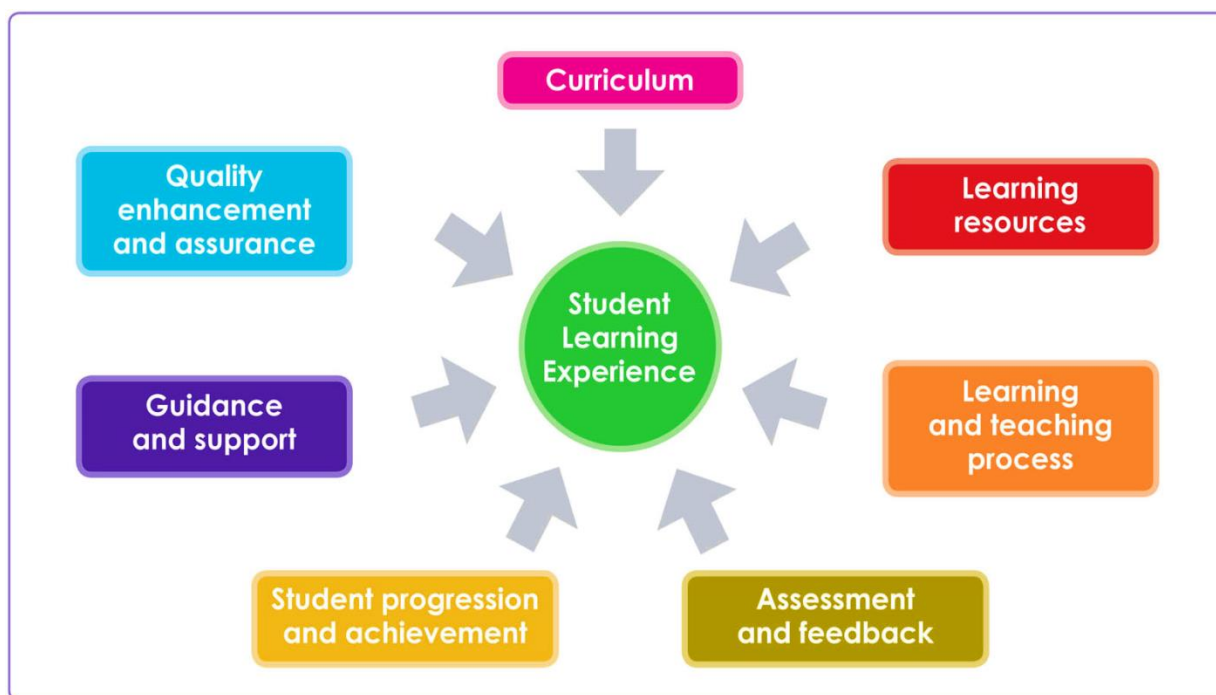 Curriculum
Quality
enhancement
and assurance
Learning
resources
Student
Learning
Experience
Guidance
and support
Learning
and teaching
process
Student progression
and achievement
Assessment
and feedback